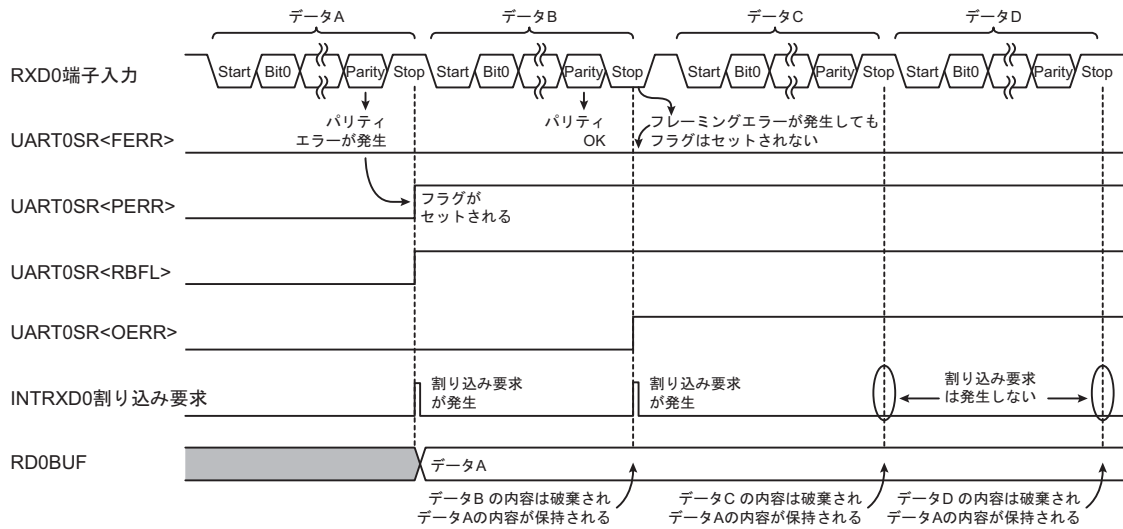 データA
データB
データC
データD
RXD0端子入力
Start Bit0 Parity Stop Start Bit0 Parity Stop Start Bit0 Parity Stop Start Bit0 Parity Stop
パリティ
エラーが発生
パリティ
OK
フレーミングエラーが発生しても
フラグはセットされない
UART0SR<FERR>
UART0SR<PERR>
フラグが
セットされる
UART0SR<RBFL>
UART0SR<OERR>
INTRXD0割り込み要求
割り込み要求
が発生
割り込み要求
が発生
割り込み要求
は発生しない
RD0BUF
データA
データB の内容は破棄され
データAの内容が保持される
データC の内容は破棄され
データAの内容が保持される
データD の内容は破棄され
データAの内容が保持される